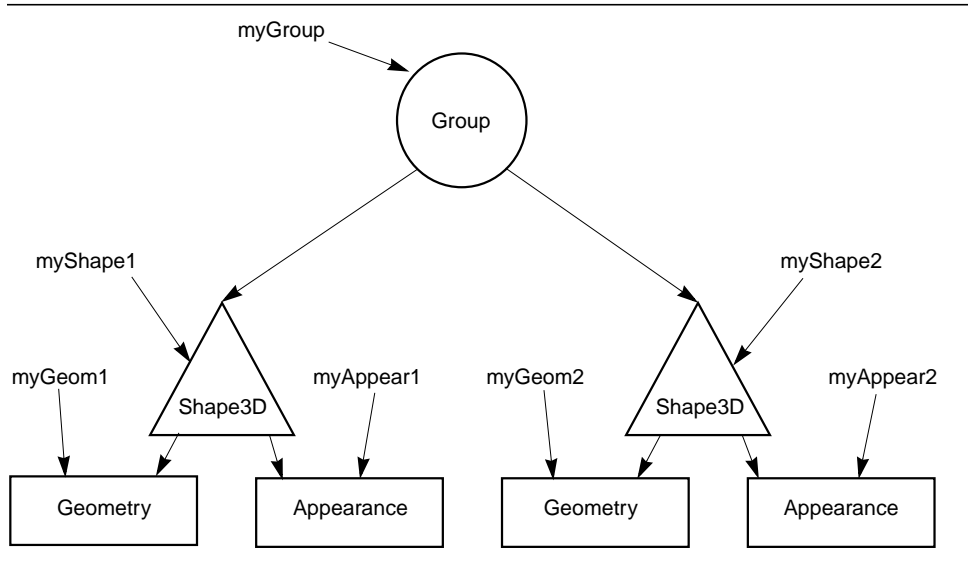 myGroup
Group
myShape1
myShape2
myGeom1
myAppear1
myGeom2
myAppear2
Shape3D
Shape3D
Geometry
Appearance
Geometry
Appearance